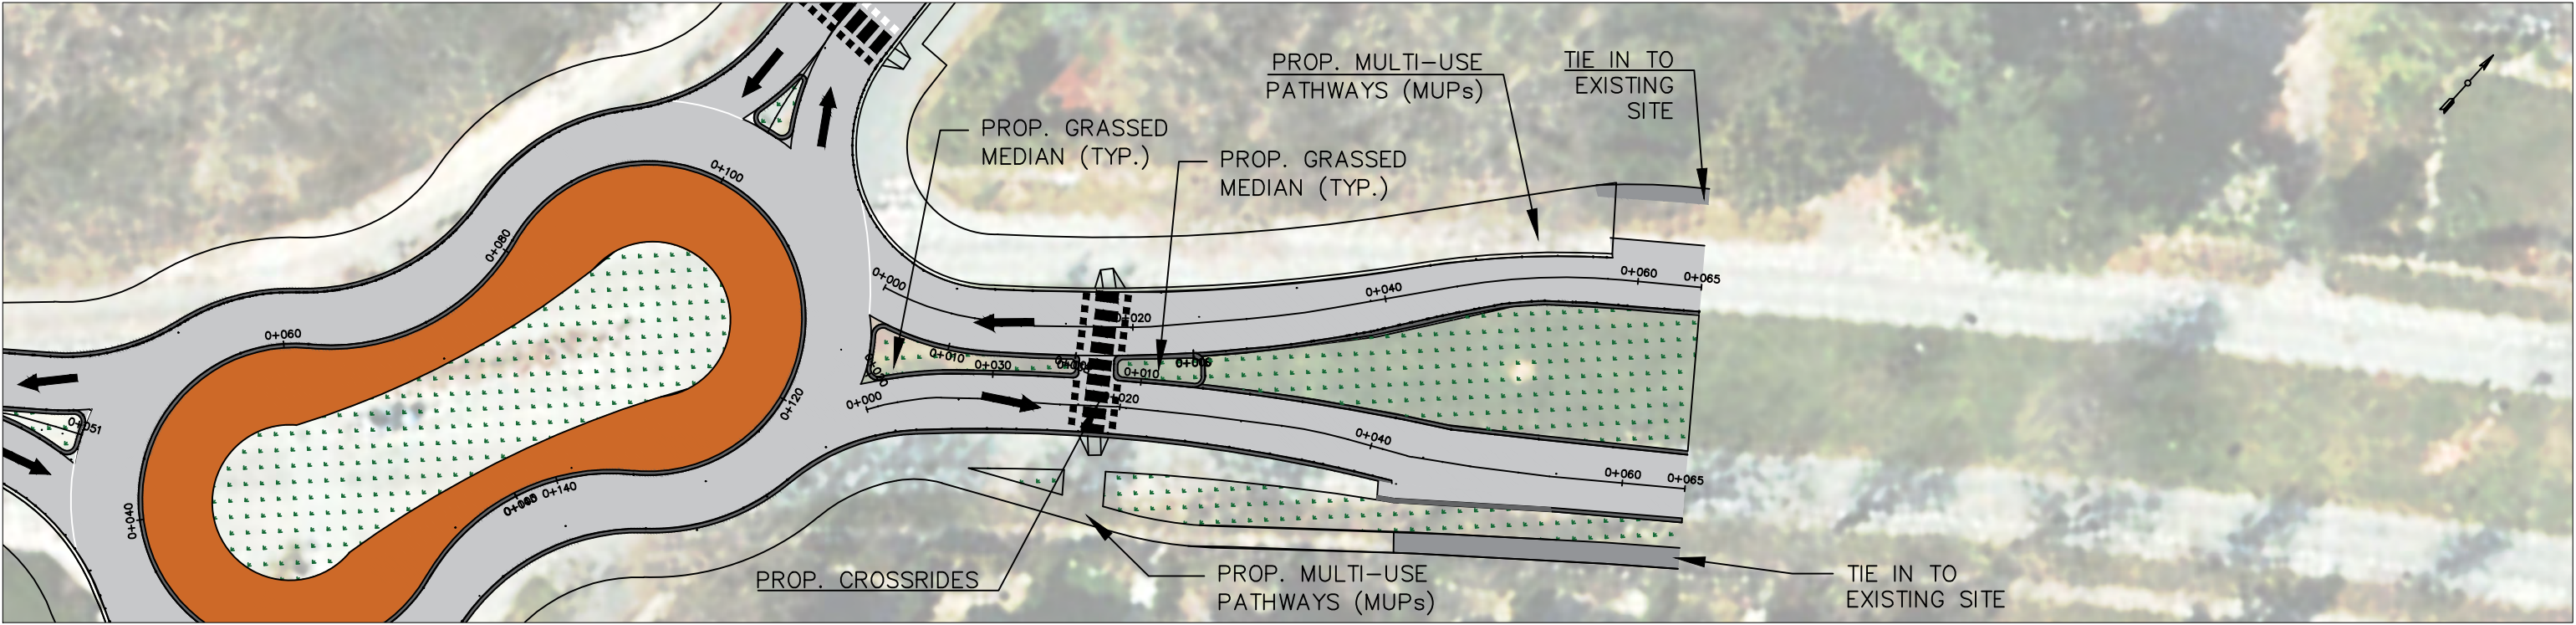 PROP. MULTI-USE
PATHWAYS (MUPs)
TIE IN TO
EXISTING
SITE
PROP. GRASSED
MEDIAN (TYP.)
PROP. GRASSED
MEDIAN (TYP.)
0+100
0+080
0+060
0+051
0+040
0+120
0+140
0+000
0+020
0+040
0+060
0+065
0+010
0+030
0+010
0+000
0+020
0+040
0+060
0+065
PROP. CROSSRIDES
PROP. MULTI-USE
PATHWAYS (MUPs)
TIE IN TO
EXISTING SITE